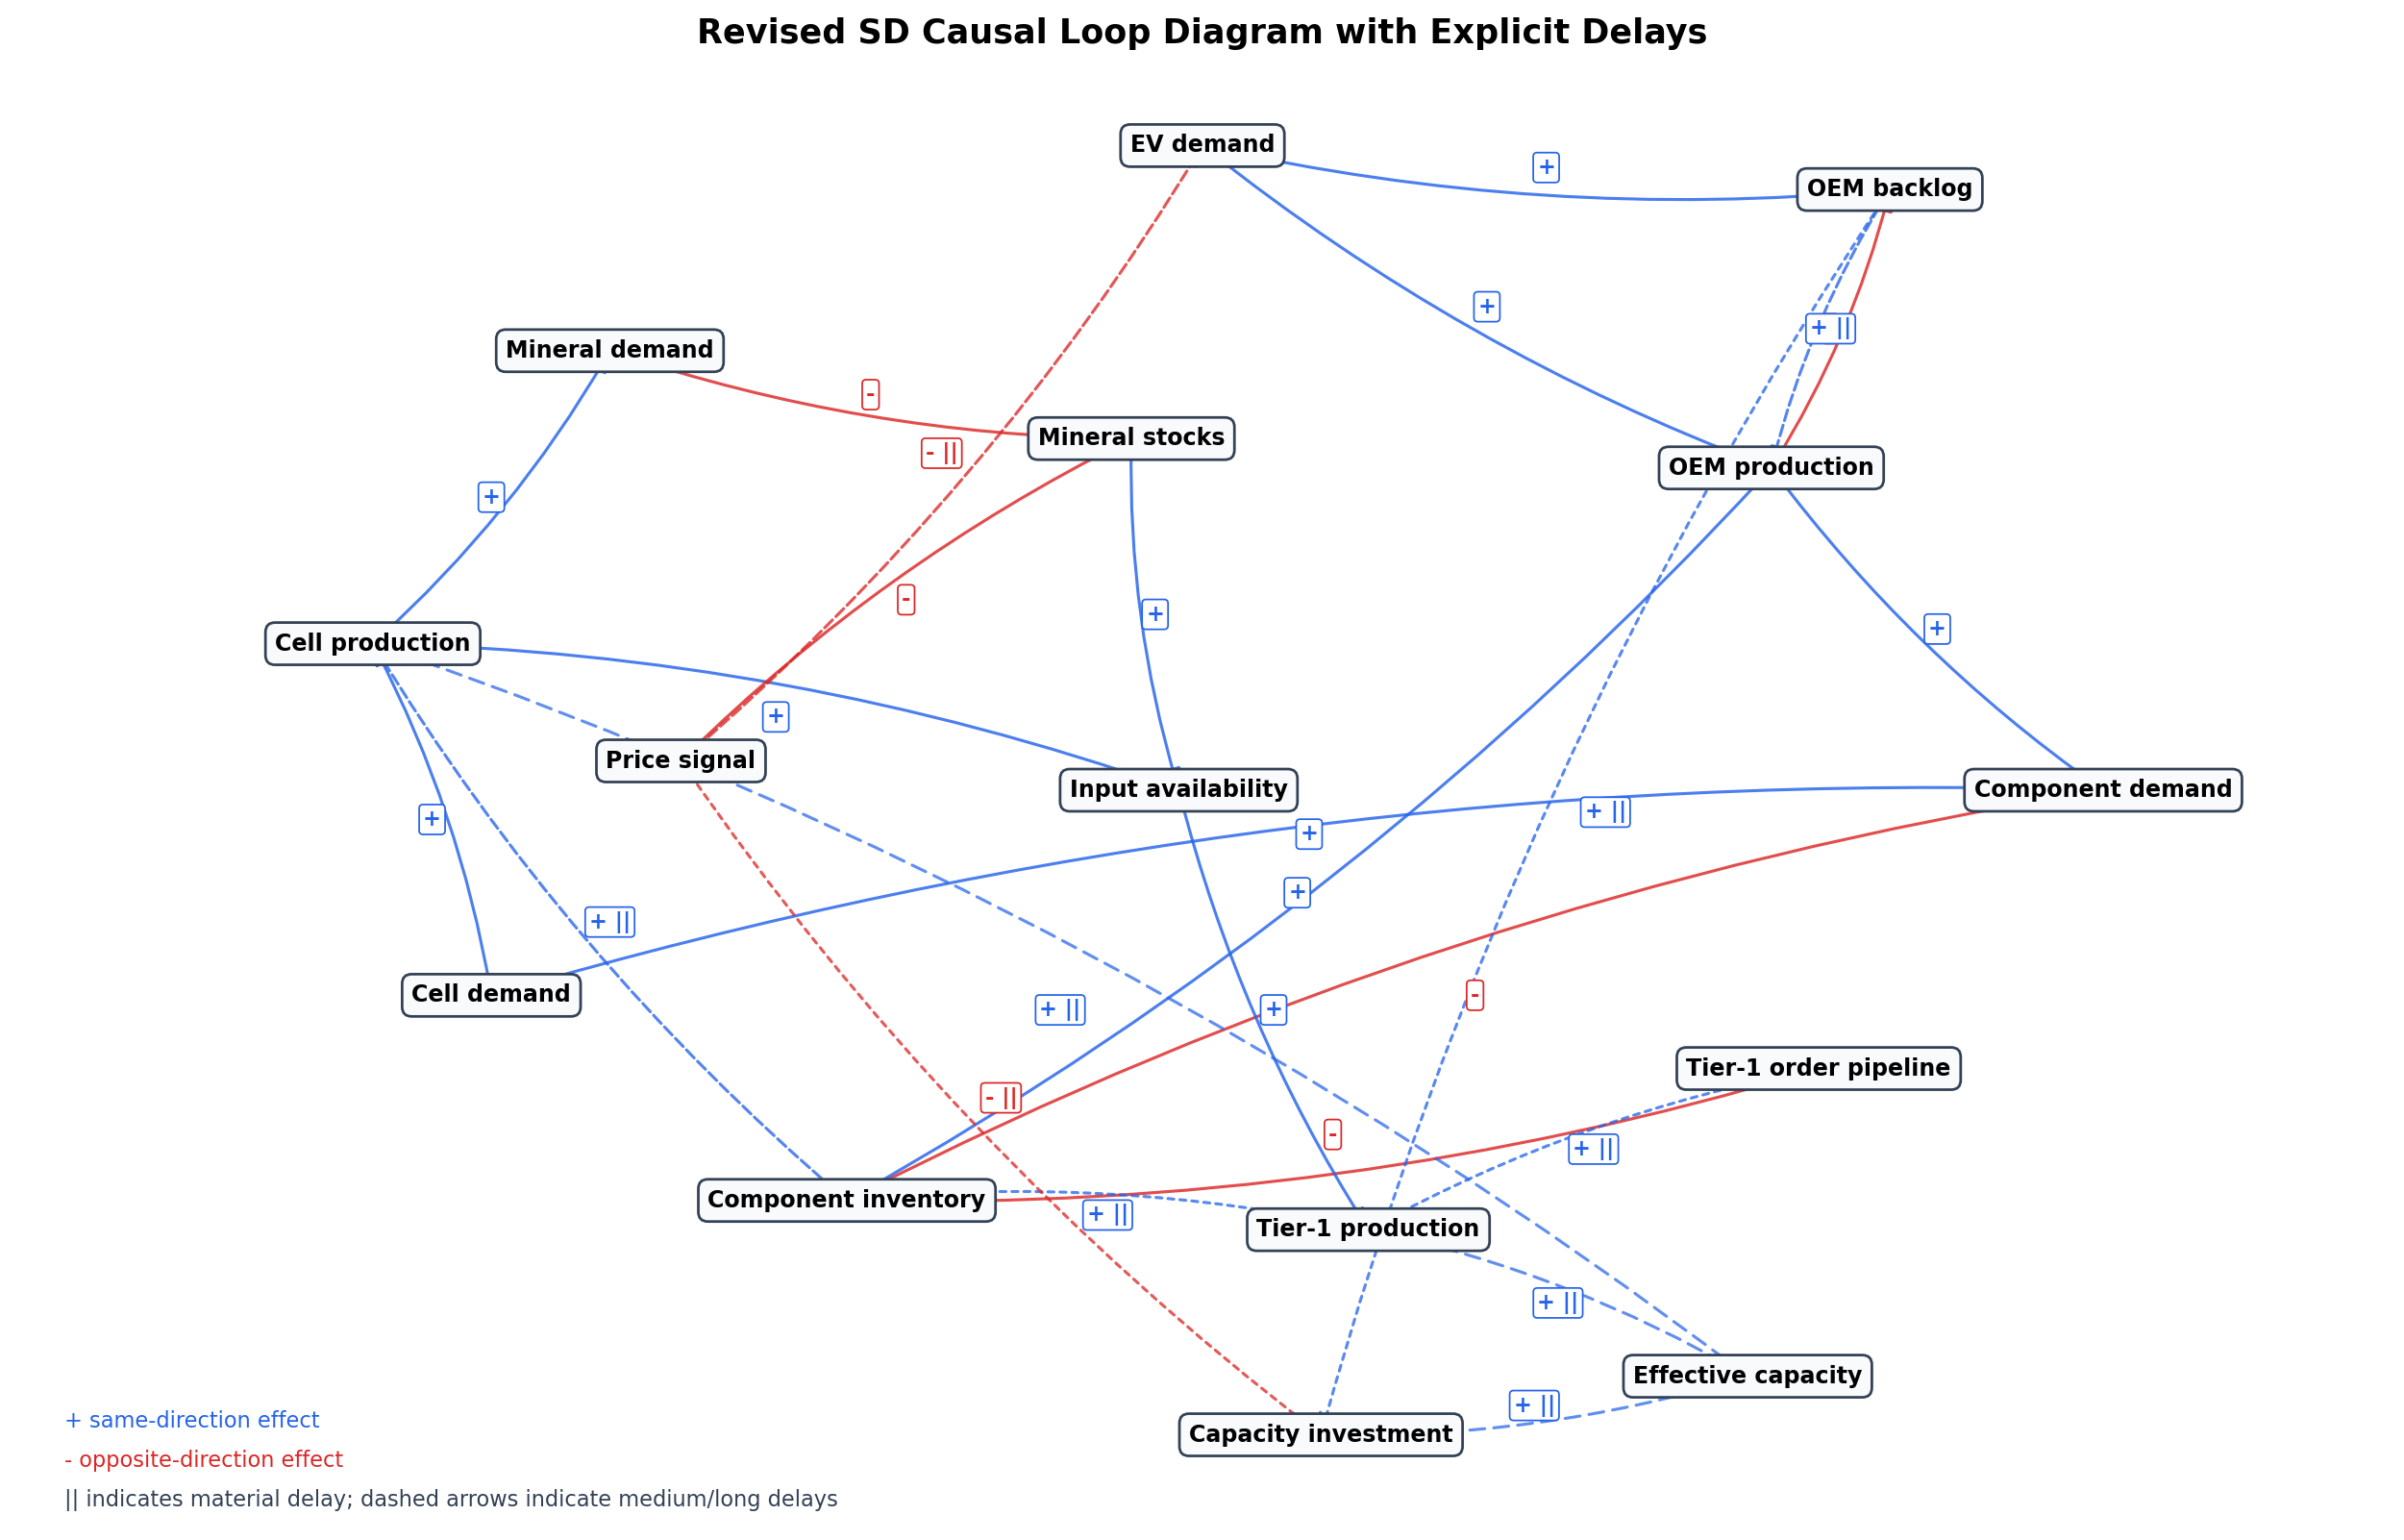 Revised SD Causal Loop Diagram with Explicit Delays
EV demand
+
OEM backlog
+
+ ||
Mineral demand
-
Mineral stocks
- ||
OEM production
+
-
+
+
Cell production
+
Price signal
Input availability
Component demand
+ ||
+
+
+
+ ||
Cell demand
-
+ ||
+
Tier-1 order pipeline
- ||
-
+ ||
Component inventory
+ ||
Tier-1 production
+ ||
Effective capacity
+ ||
Capacity investment
+ same-direction effect
- opposite-direction effect
|| indicates material delay; dashed arrows indicate medium/long delays